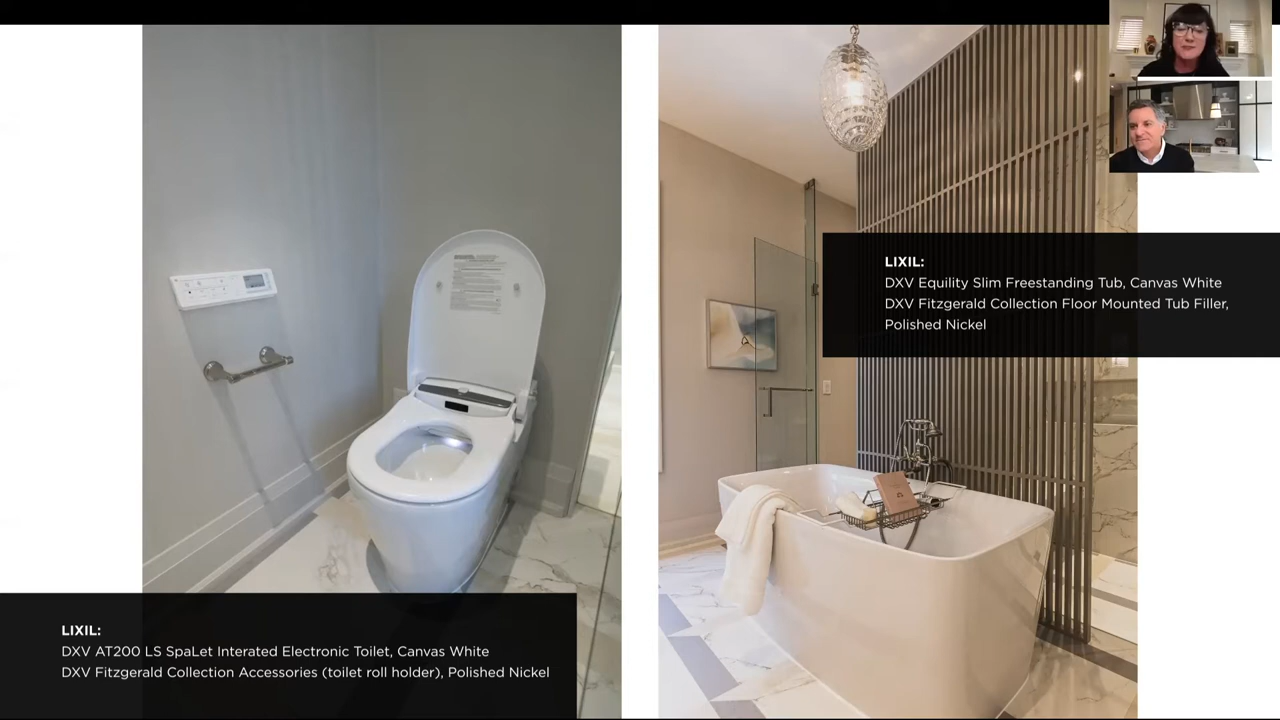 LIXIL:
DXV Equility Slim Freestanding Tub, Canvas White
DXV Fitzgerald Collection Floor Mounted Tub Filler,
Polished Nickel
LIXIL:
DXV AT200 LS SpaLet Interated Electronic Toilet, Canvas White
DXV Fitzgerald Collection Accessories (toilet roll holder), Polished Nickel